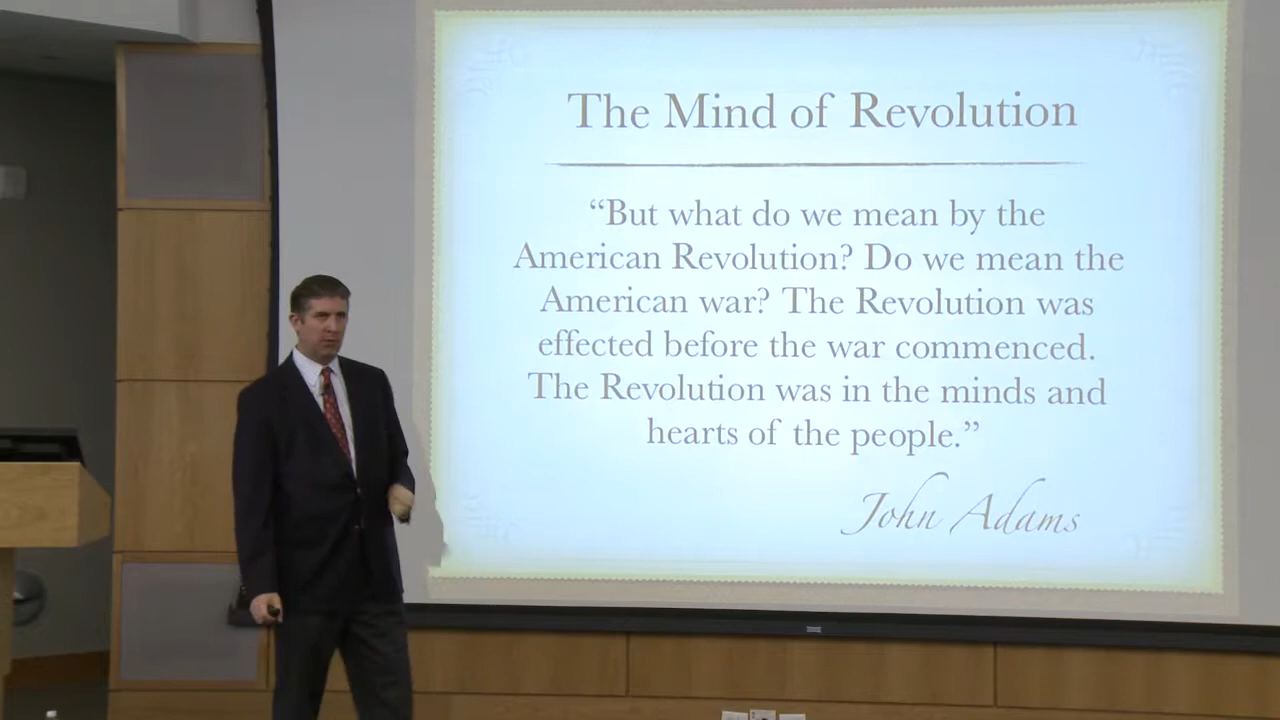 The Mind of Revolution
“But what do we mean by the
American Revolution? Do we mean the
American war? The Revolution was
effected before the war commenced.
The Revolution was in the minds and
hearts of the people.”
John Adams